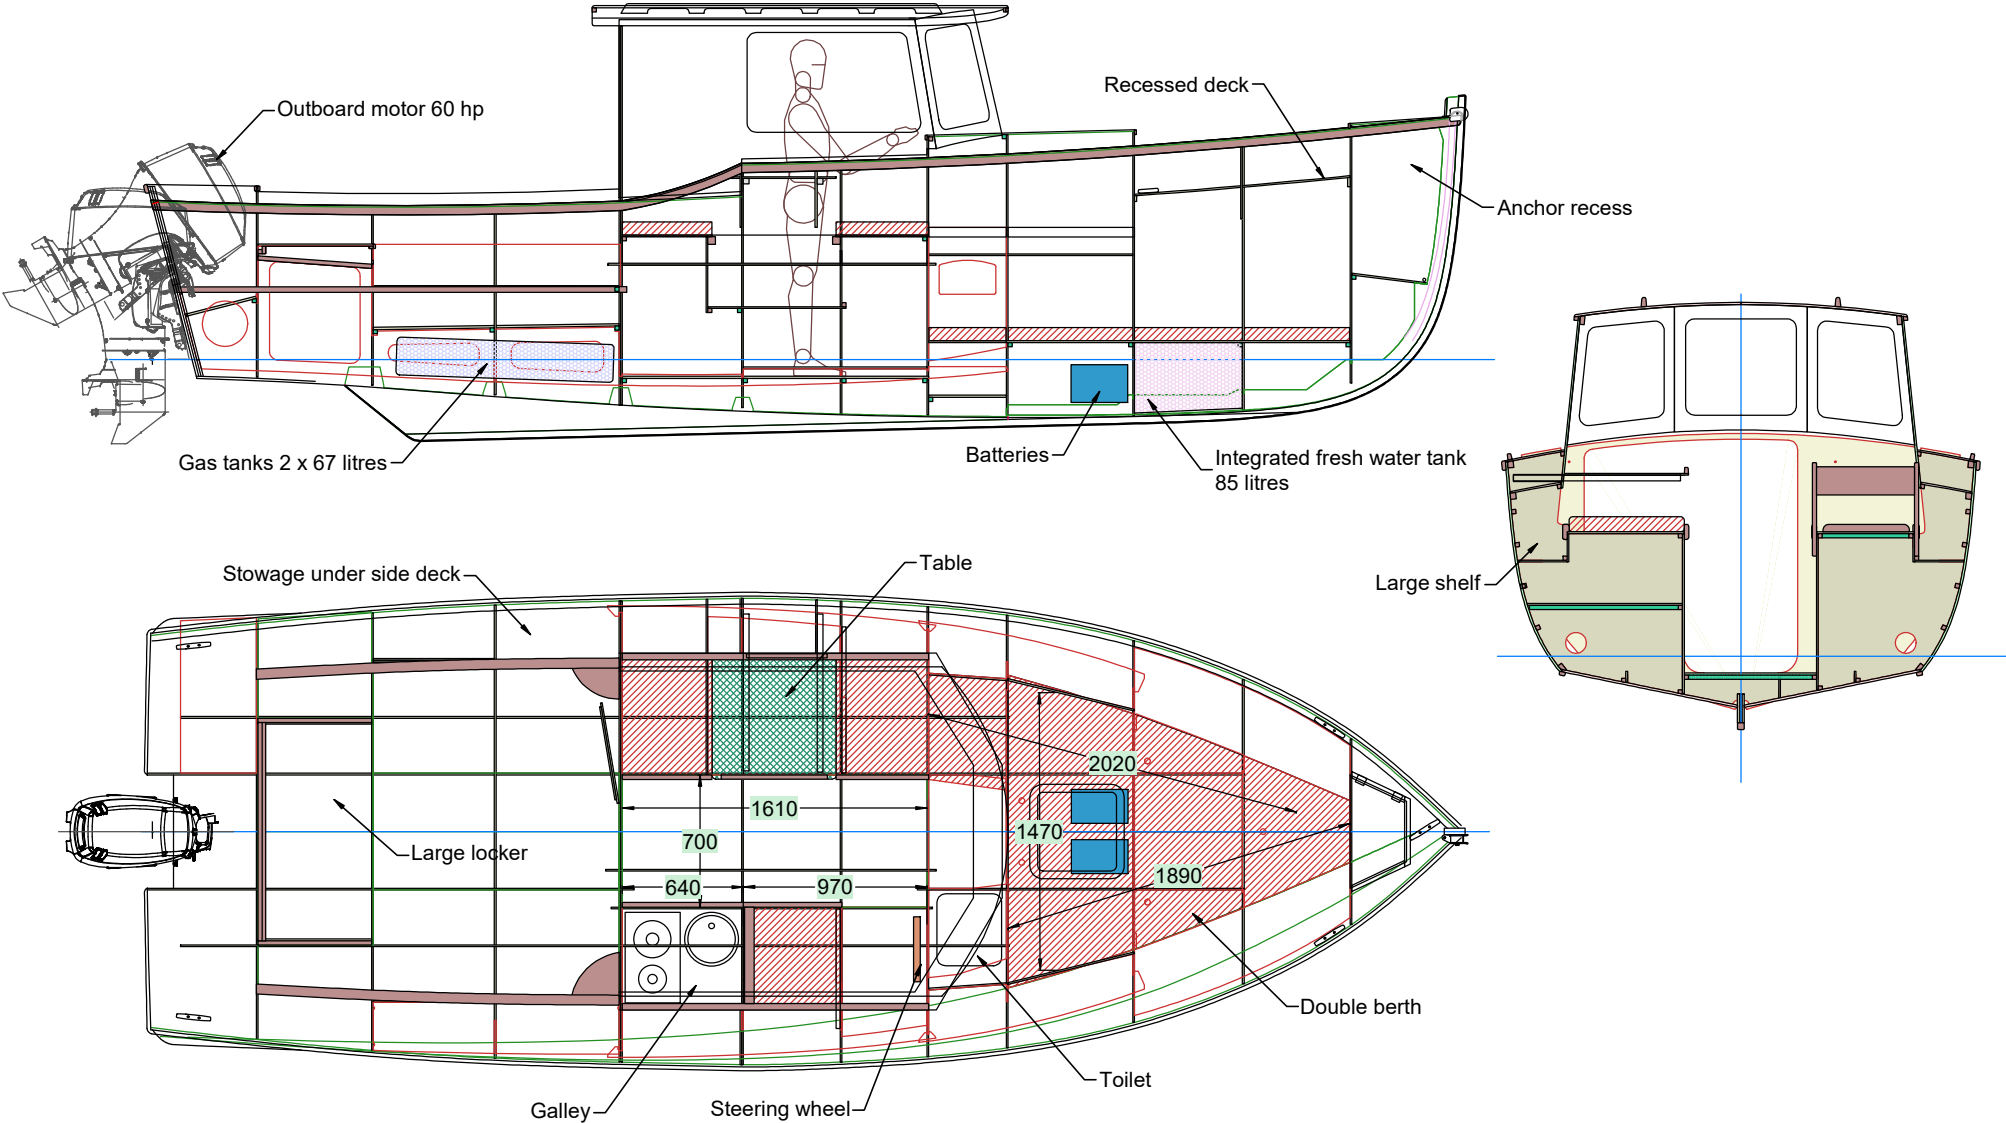 Outboard motor 60 hp
Recessed deck
Anchor recess
Gas tanks 2 x 67 litres
Batteries
Integrated fresh water tank
85 litres
Large shelf
Stowage under side deck
Table
2020
1610
1470
700
Large locker
640
970
1890
Double berth
Toilet
Galley
Steering wheel